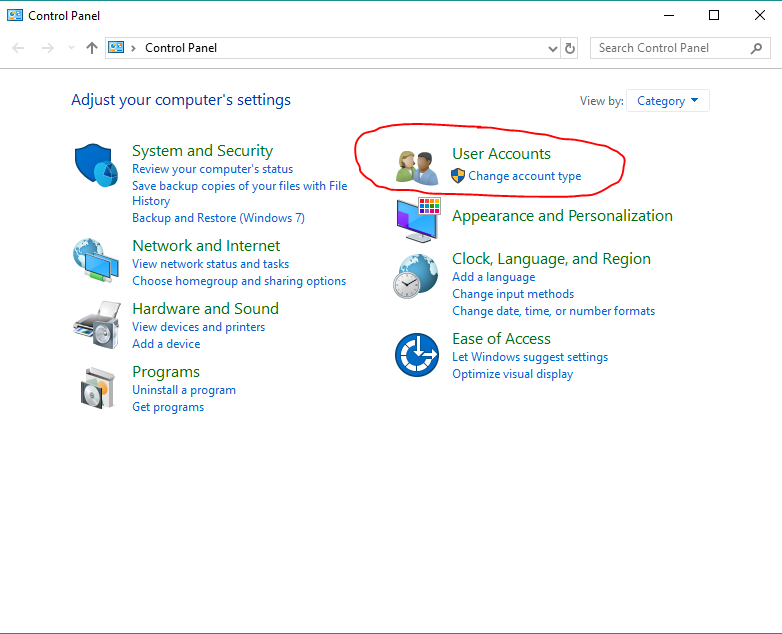 Control Panel
Control Panel
Search Control Panel
Adjust your computer's settings
View by: Category
System and Security
Review your computer's status
Save backup copies of your files with File
History
Backup and Restore (Windows 7)
Network and Internet
View network status and tasks
Choose homegroup and sharing options
Hardware and Sound
View devices and printers
Add a device
Programs
Uninstall a program
Get programs
User Accounts
Change account type
Appearance and Personalization
Clock, Language, and Region
Add a language
Change input methods
Change date, time, or number formats
Ease of Access
Let Windows suggest settings
Optimize visual display